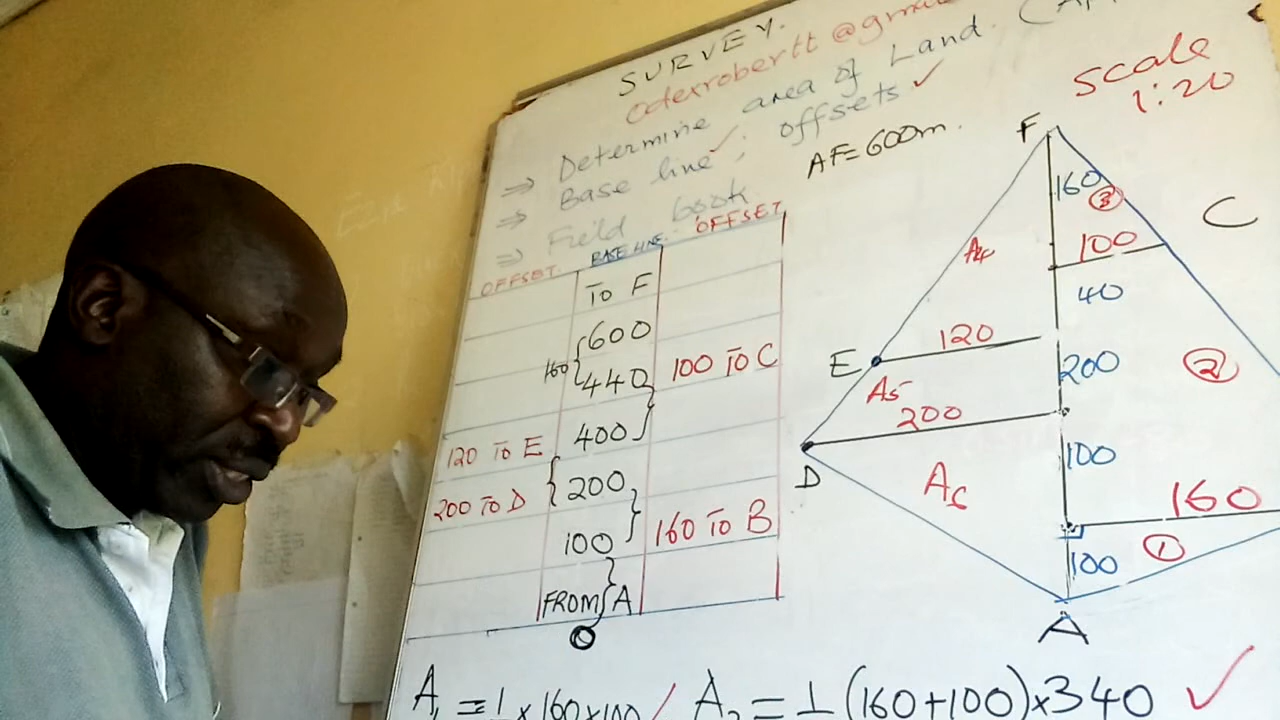 SURVEY.
odexrobertt@gmai
⇒ Determine area of Land. (A
⇒ Base line ✓; offsets ✓
⇒ Field book
AF=600m.
Scale
1:20
OFFSET. BASE LINE. OFFSET
To F
600
160 { 440 100 To C
120 To E 400
200 To D 200
100 160 To B
FROM A
F
160
3
C
100
A4
40
120
E
200
2
A5
200
D
100
A6
160
100
1
A
A1 = 1 × 160×100 A2 = 1 (160+100)×340 ✓